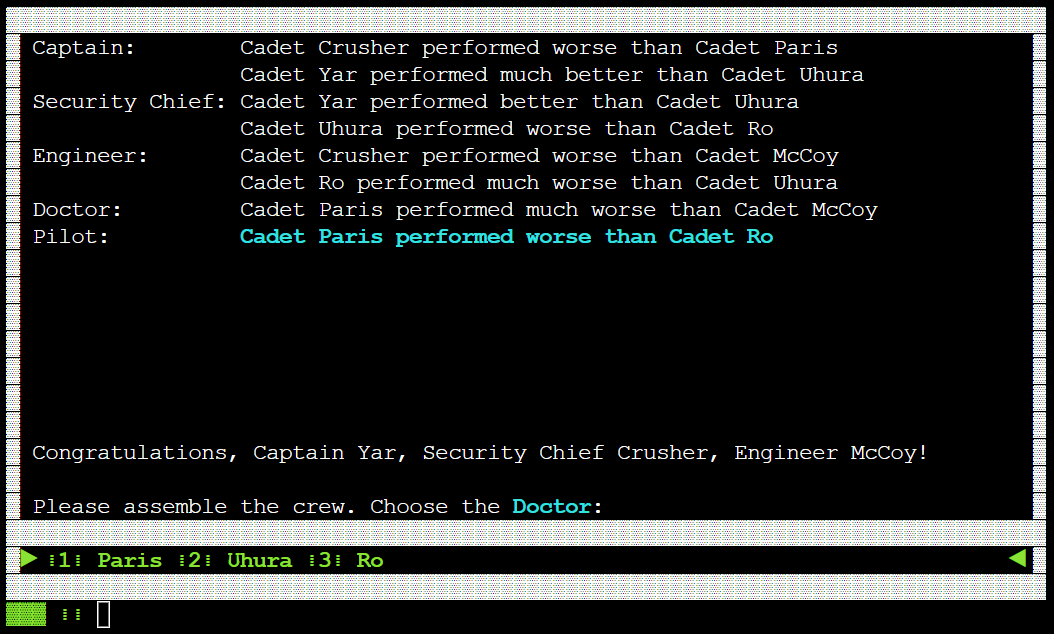 Captain: Cadet Crusher performed worse than Cadet Paris
Cadet Yar performed much better than Cadet Uhura
Security Chief: Cadet Yar performed better than Cadet Uhura
Cadet Uhura performed worse than Cadet Ro
Engineer: Cadet Crusher performed worse than Cadet McCoy
Cadet Ro performed much worse than Cadet Uhura
Doctor: Cadet Paris performed much worse than Cadet McCoy
Pilot: Cadet Paris performed worse than Cadet Ro
Congratulations, Captain Yar, Security Chief Crusher, Engineer McCoy!
Please assemble the crew. Choose the Doctor:
⁞1⁞ Paris ⁞2⁞ Uhura ⁞3⁞ Ro